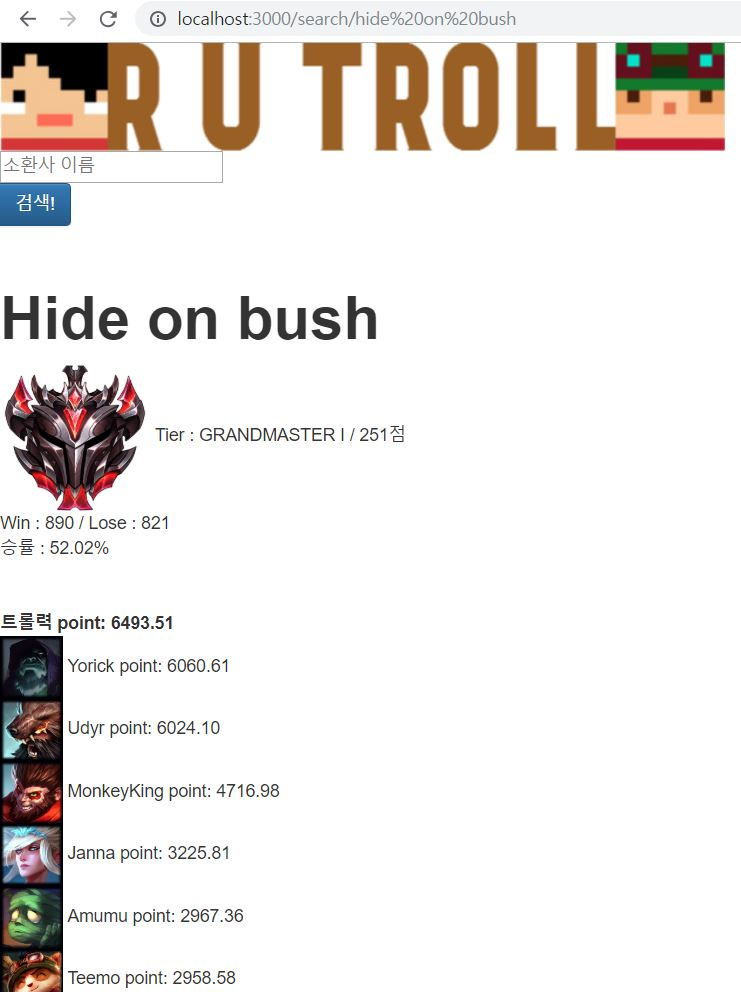 localhost:3000/search/hide%20on%20bush
R U TROLL
소환사 이름
검색!
Hide on bush
Tier : GRANDMASTER I / 251점
Win : 890 / Lose : 821
승률 : 52.02%
트롤력 point: 6493.51
Yorick point: 6060.61
Udyr point: 6024.10
MonkeyKing point: 4716.98
Janna point: 3225.81
Amumu point: 2967.36
Teemo point: 2958.58